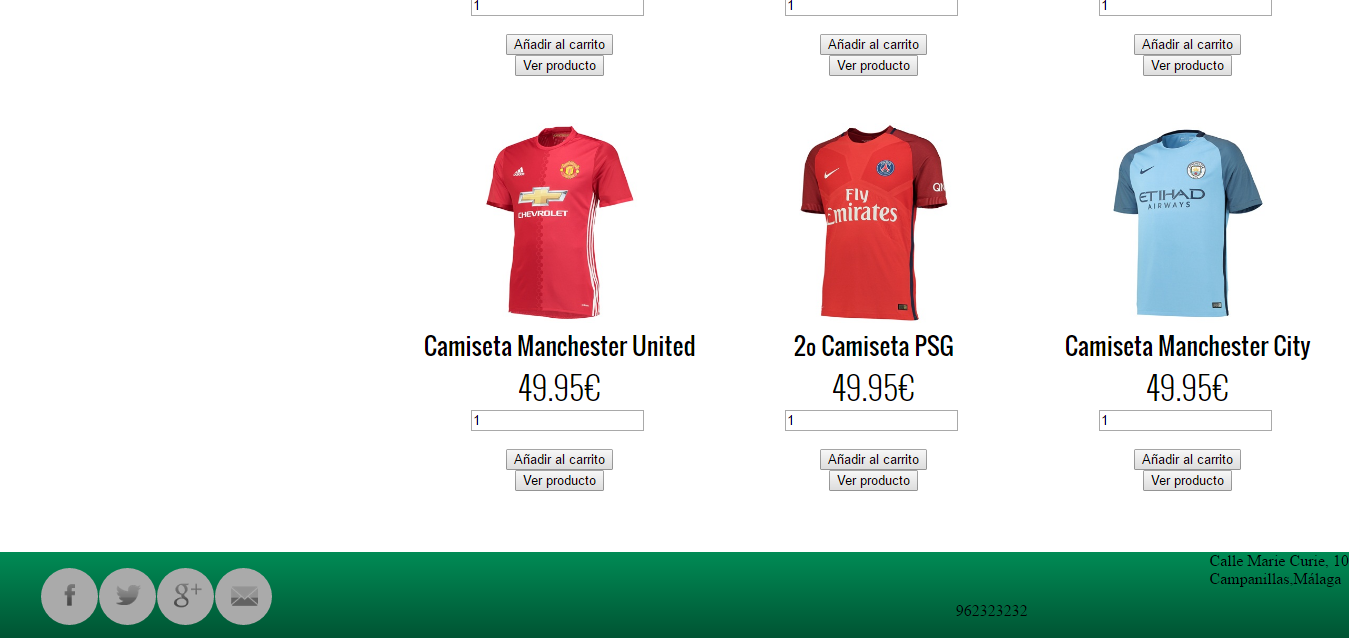 1 1 1
Añadir al carrito Añadir al carrito Añadir al carrito
Ver producto Ver producto Ver producto
CHEVROLET
Fly
Emirates
ETIHAD
AIRWAYS
Camiseta Manchester United 2o Camiseta PSG Camiseta Manchester City
49.95€ 49.95€ 49.95€
1 1 1
Añadir al carrito Añadir al carrito Añadir al carrito
Ver producto Ver producto Ver producto
f g+
Calle Marie Curie, 10
Campanillas,Málaga
962323232